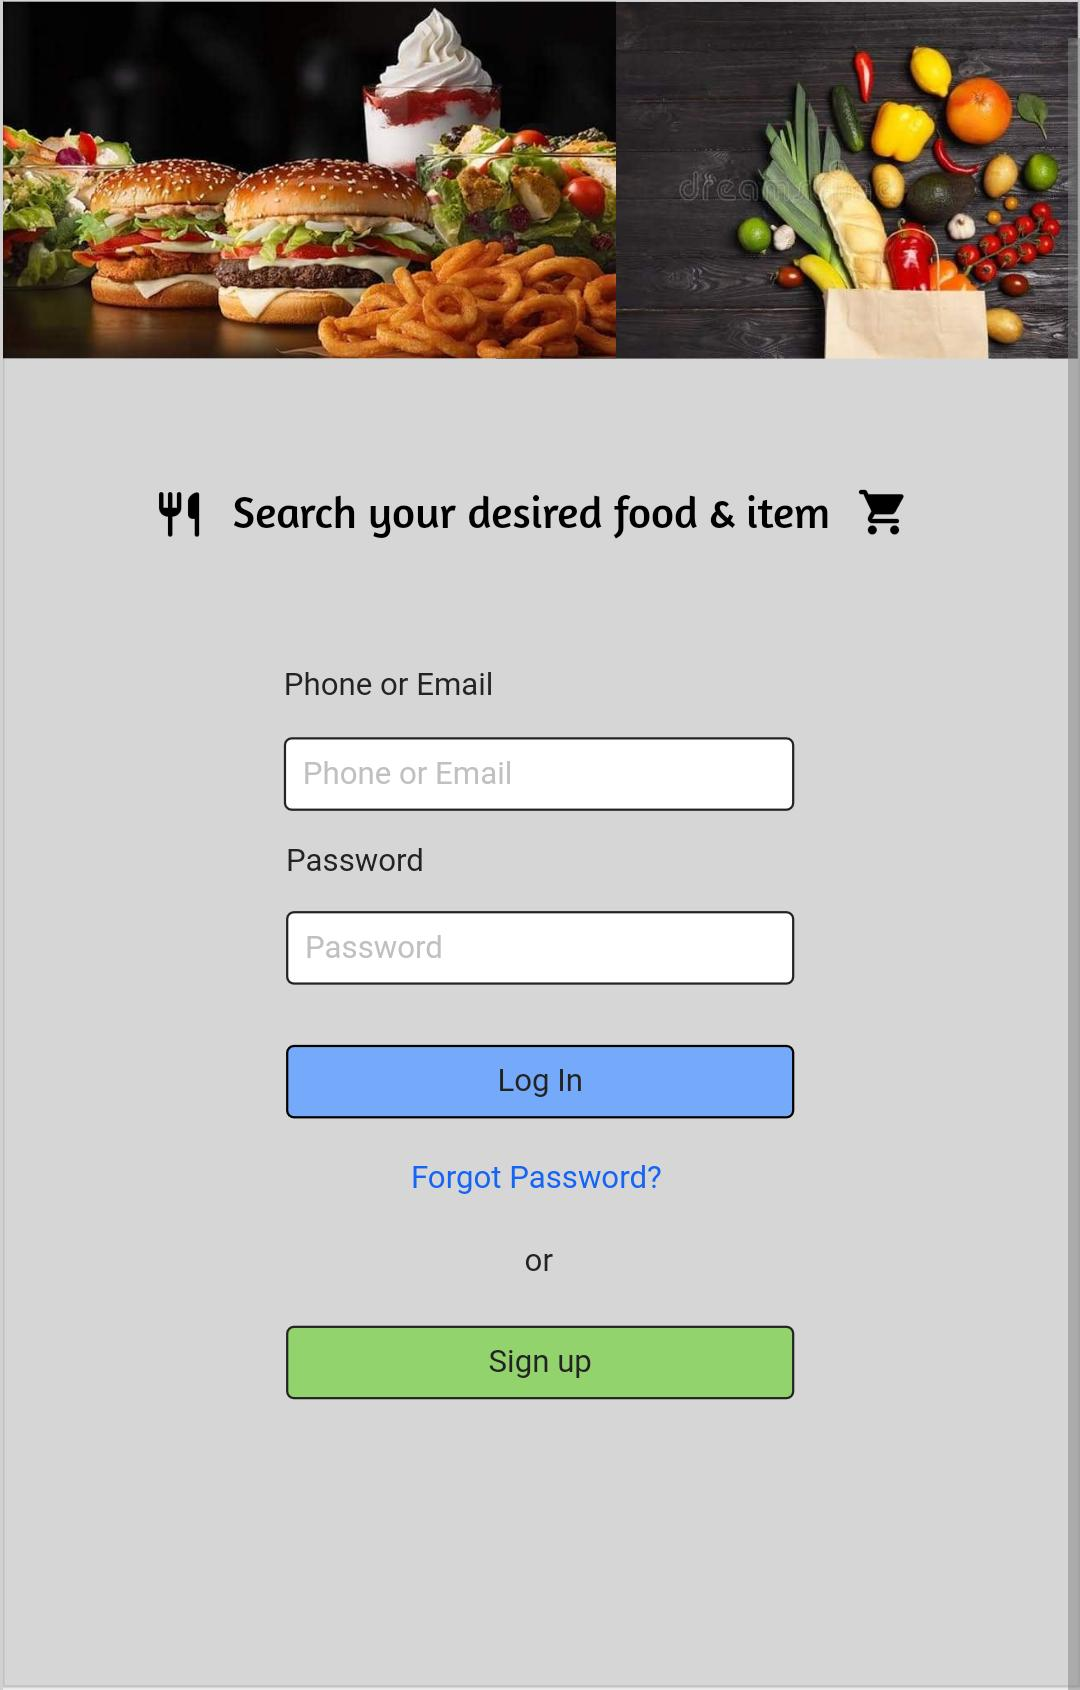 dreamstime
Search your desired food & item
Phone or Email
Phone or Email
Password
Password
Log In
Forgot Password?
or
Sign up